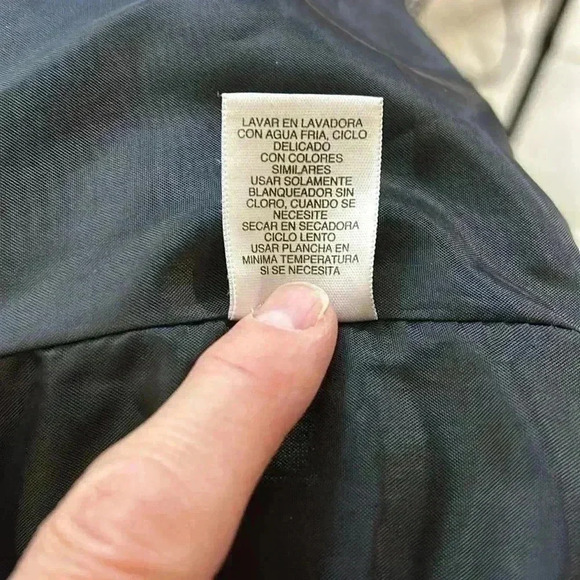 LAVAR EN LAVADORA
CON AGUA FRIA, CICLO
DELICADO
CON COLORES
SIMILARES
USAR SOLAMENTE
BLANQUEADOR SIN
CLORO, CUANDO SE
NECESITE
SECAR EN SECADORA
CICLO LENTO
USAR PLANCHA EN
MINIMA TEMPERATURA
SI SE NECESITA